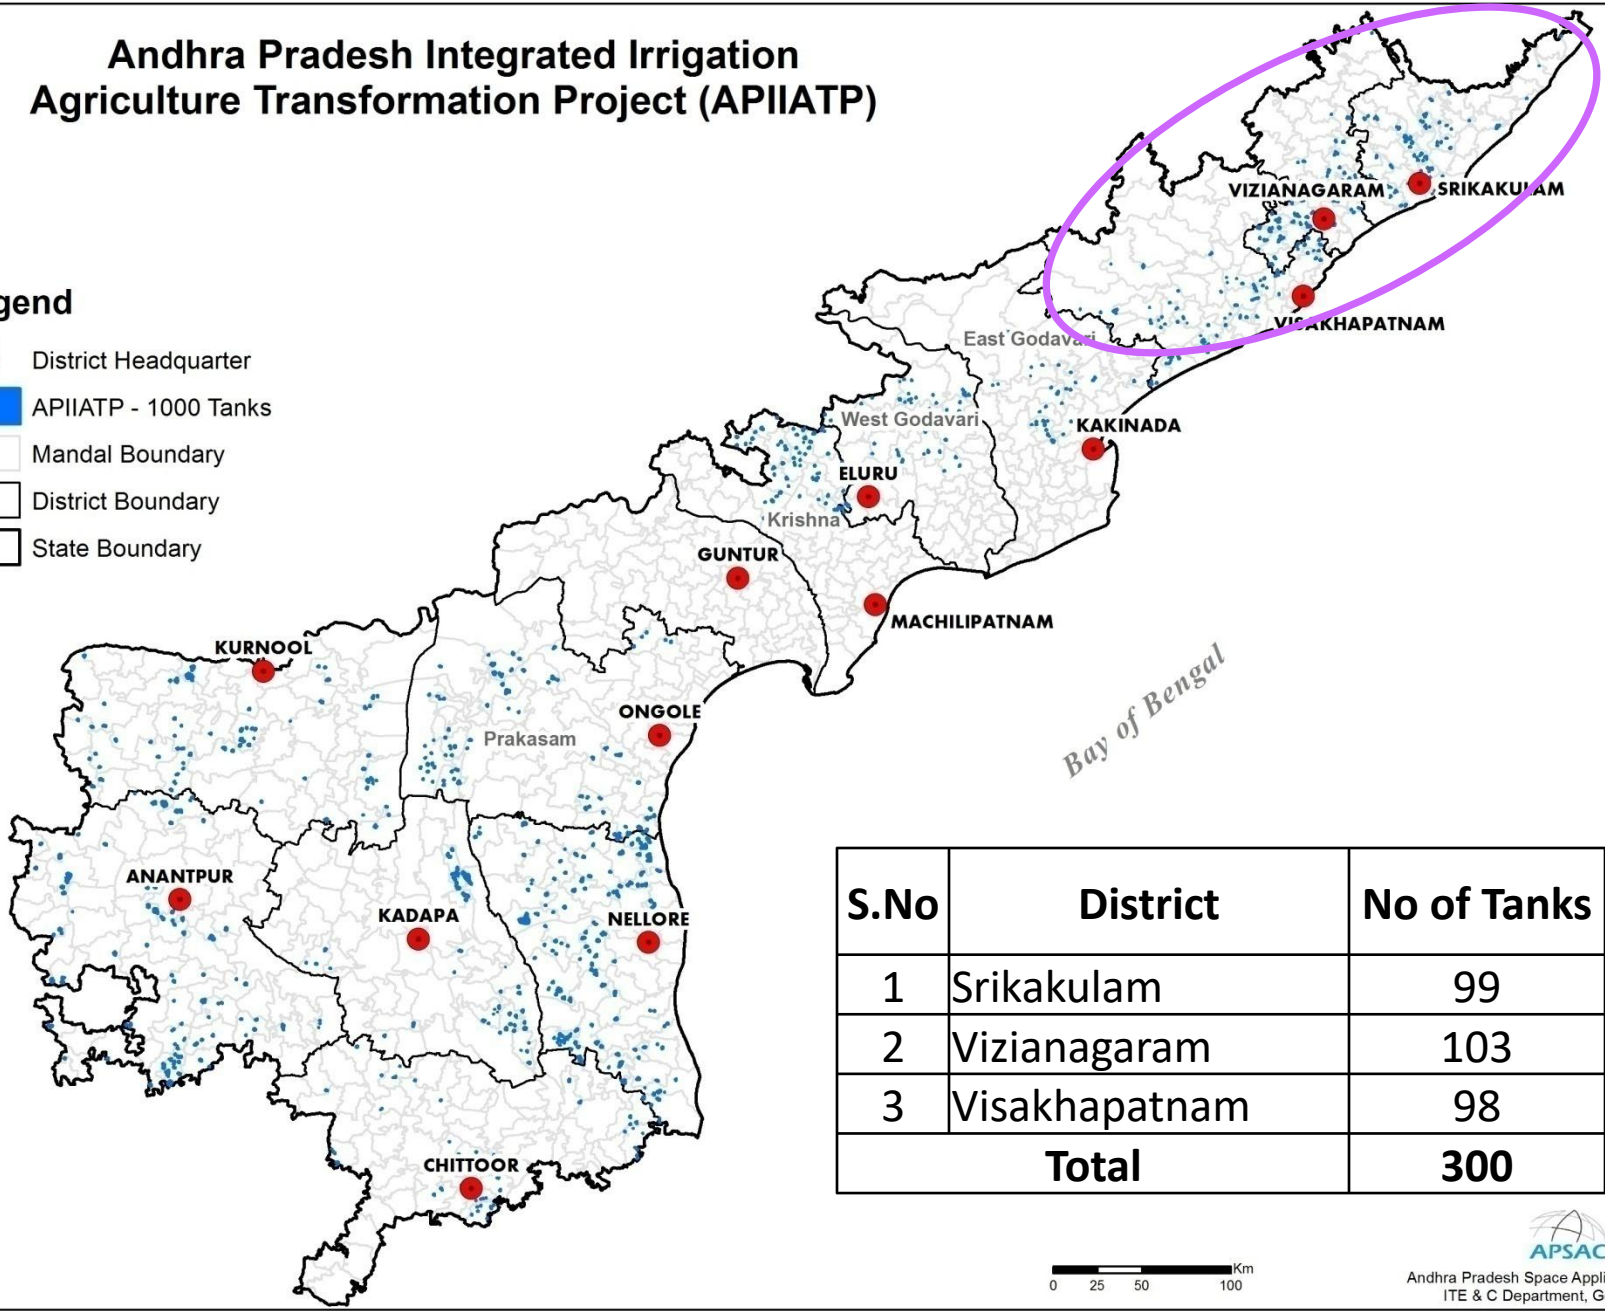 Andhra Pradesh Integrated Irrigation
Agriculture Transformation Project (APIIATP)
VIZIANAGARAM
SRIKAKULAM
VISAKHAPATNAM
gend
District Headquarter
APIIATP - 1000 Tanks
Mandal Boundary
District Boundary
State Boundary
East Godavari
West Godavari
KAKINADA
ELURU
Krishna
GUNTUR
MACHILIPATNAM
KURNOOL
ONGOLE
Prakasam
Bay of Bengal
ANANTPUR
KADAPA
NELLORE
CHITTOOR
S.No District No of Tanks
1 Srikakulam 99
2 Vizianagaram 103
3 Visakhapatnam 98
Total 300
Km
0 25 50 100
APSAC
Andhra Pradesh Space Appli
ITE & C Department, G